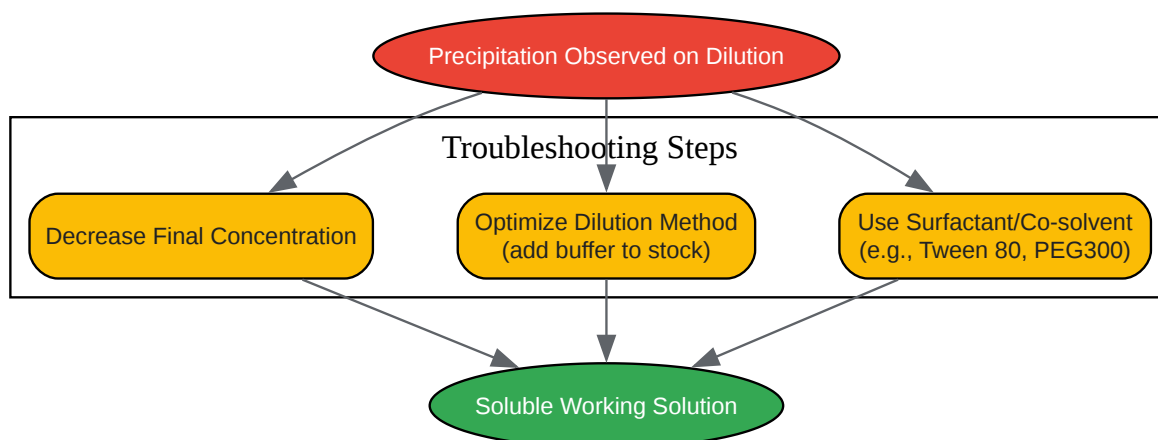 Precipitation Observed on Dilution
Troubleshooting Steps
Decrease Final Concentration
Optimize Dilution Method
(add buffer to stock)
Use Surfactant/Co-solvent
(e.g., Tween 80, PEG300)
Soluble Working Solution